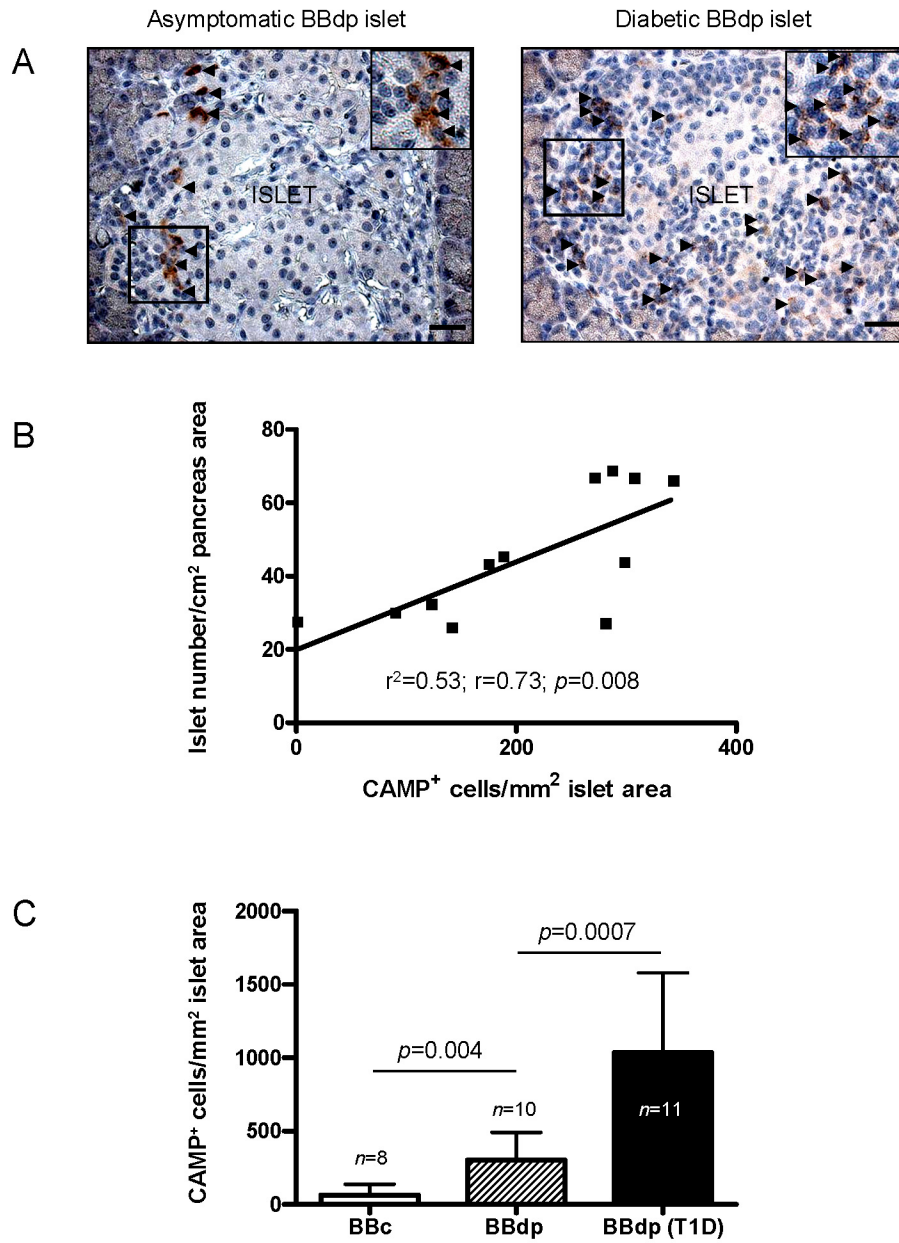 Asymptomatic BBdp islet
Diabetic BBdp islet
A
ISLET
ISLET
B
Islet number/cm² pancreas area
80
60
40
20
0
r²=0.53; r=0.73; p=0.008
0
200
400
CAMP⁺ cells/mm² islet area
C
CAMP⁺ cells/mm² islet area
2000
1500
1000
500
0
p=0.0007
p=0.004
n=8
n=10
n=11
BBc
BBdp
BBdp (T1D)